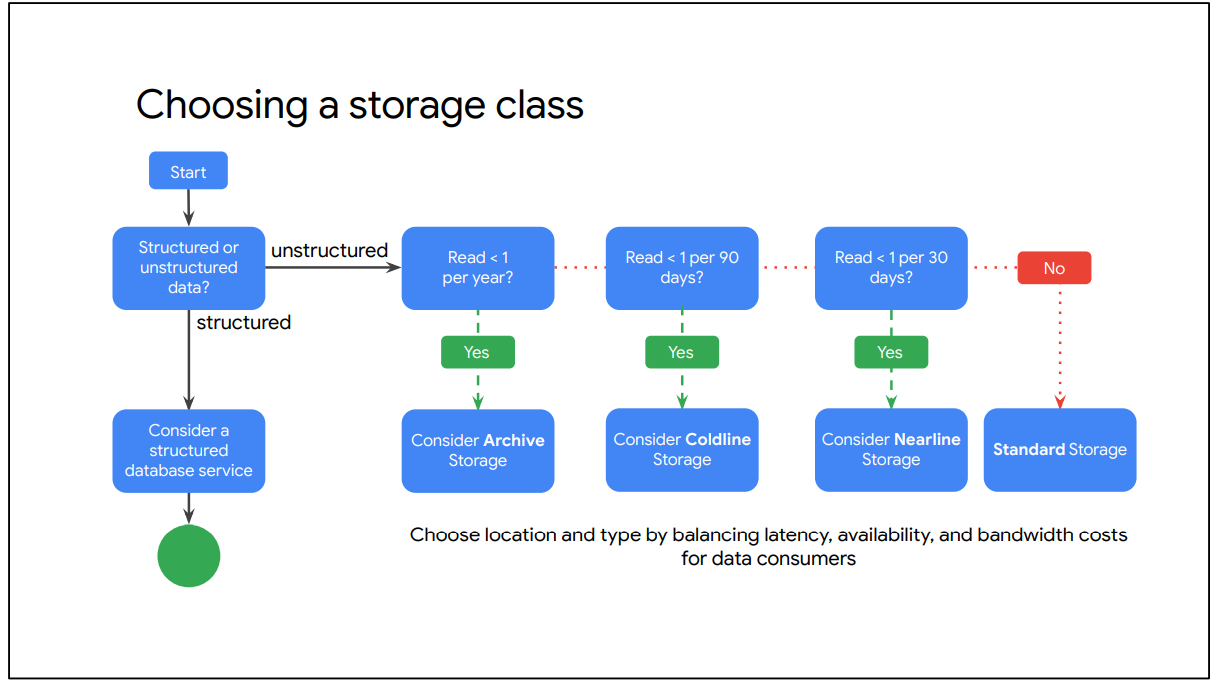 Choosing a storage class
Start
Structured or
unstructured
data?
unstructured
structured
Consider a
structured
database service
Read < 1
per year?
Yes
Consider Archive
Storage
Read < 1 per 90
days?
Yes
Consider Coldline
Storage
Read < 1 per 30
days?
Yes
Consider Nearline
Storage
No
Standard Storage
Choose location and type by balancing latency, availability, and bandwidth costs
for data consumers